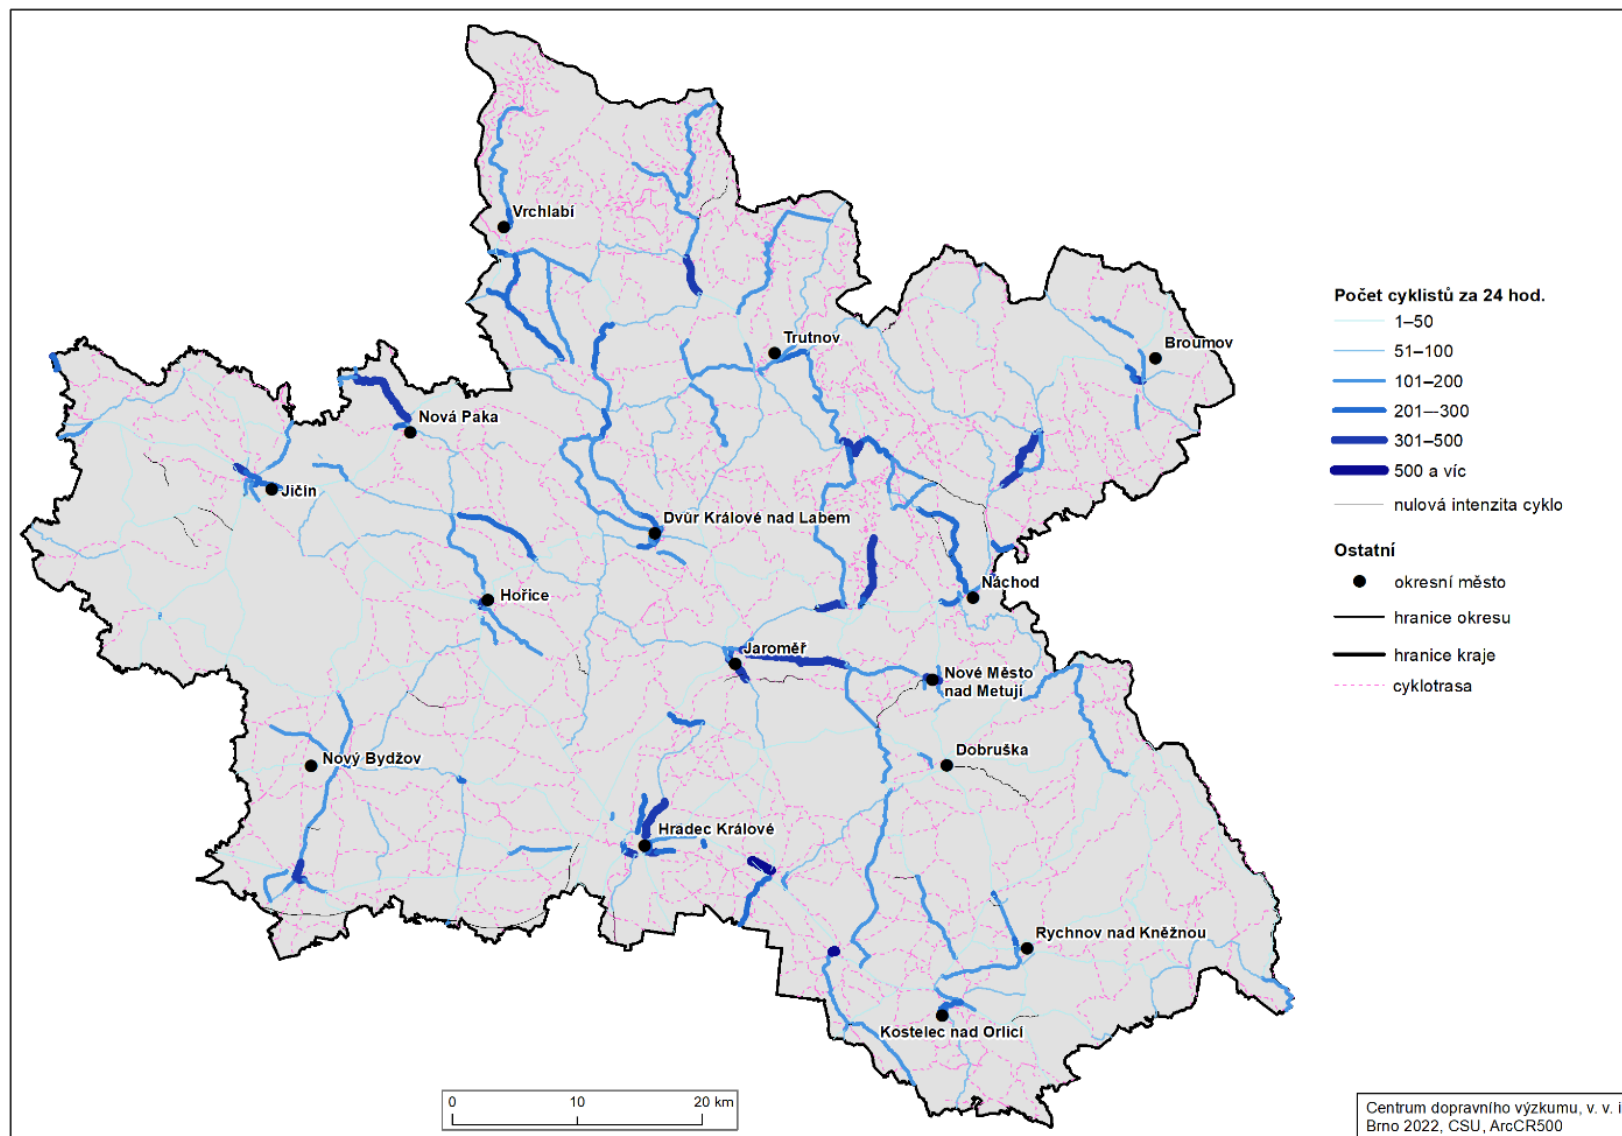 Vrchlabí
Trutnov
Broumov
Nová Paka
Jičín
Dvůr Králové nad Labem
Hořice
Náchod
Jaroměř
Nové Město
nad Metují
Nový Bydžov
Dobruška
Hradec Králové
Rychnov nad Kněžnou
Kostelec nad Orlicí
Počet cyklistů za 24 hod.
1–50
51–100
101–200
201—300
301–500
500 a víc
nulová intenzita cyklo
Ostatní
okresní město
hranice okresu
hranice kraje
cyklotrasa
0 10 20 km
Centrum dopravního výzkumu, v. v. i
Brno 2022, CSU, ArcCR500